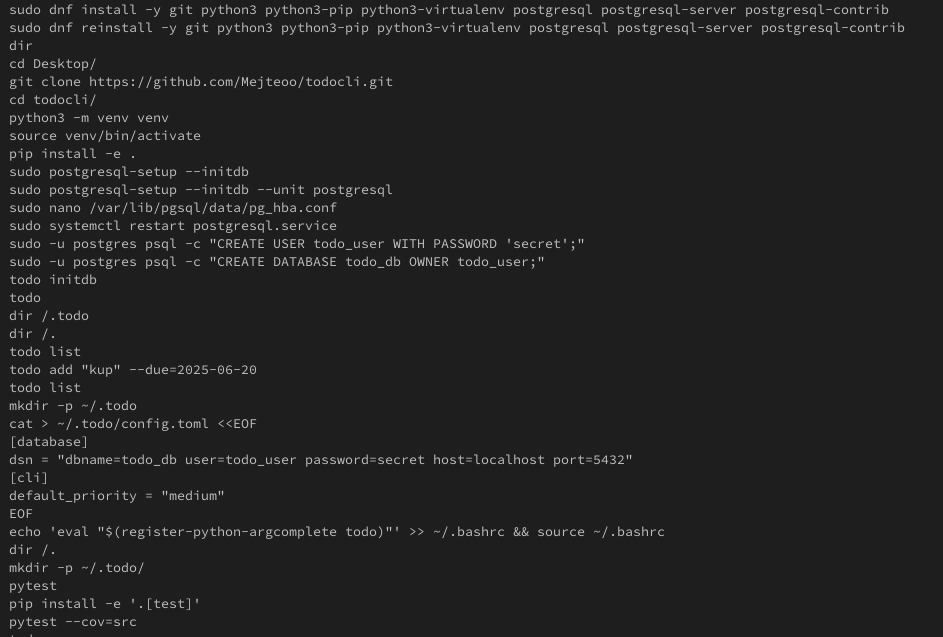 sudo dnf install -y git python3 python3-pip python3-virtualenv postgresql postgresql-server postgresql-contrib
sudo dnf reinstall -y git python3 python3-pip python3-virtualenv postgresql postgresql-server postgresql-contrib
dir
cd Desktop/
git clone https://github.com/Mejteoo/todocli.git
cd todocli/
python3 -m venv venv
source venv/bin/activate
pip install -e .
sudo postgresql-setup --initdb
sudo postgresql-setup --initdb --unit postgresql
sudo nano /var/lib/pgsql/data/pg_hba.conf
sudo systemctl restart postgresql.service
sudo -u postgres psql -c "CREATE USER todo_user WITH PASSWORD 'secret';"
sudo -u postgres psql -c "CREATE DATABASE todo_db OWNER todo_user;"
todo initdb
todo
dir /.todo
dir /.
todo list
todo add "kup" --due=2025-06-20
todo list
mkdir -p ~/.todo
cat > ~/.todo/config.toml <<EOF
[database]
dsn = "dbname=todo_db user=todo_user password=secret host=localhost port=5432"
[cli]
default_priority = "medium"
EOF
echo 'eval "$(register-python-argcomplete todo)"' >> ~/.bashrc && source ~/.bashrc
dir /.
mkdir -p ~/.todo/
pytest
pip install -e '.[test]'
pytest --cov=src